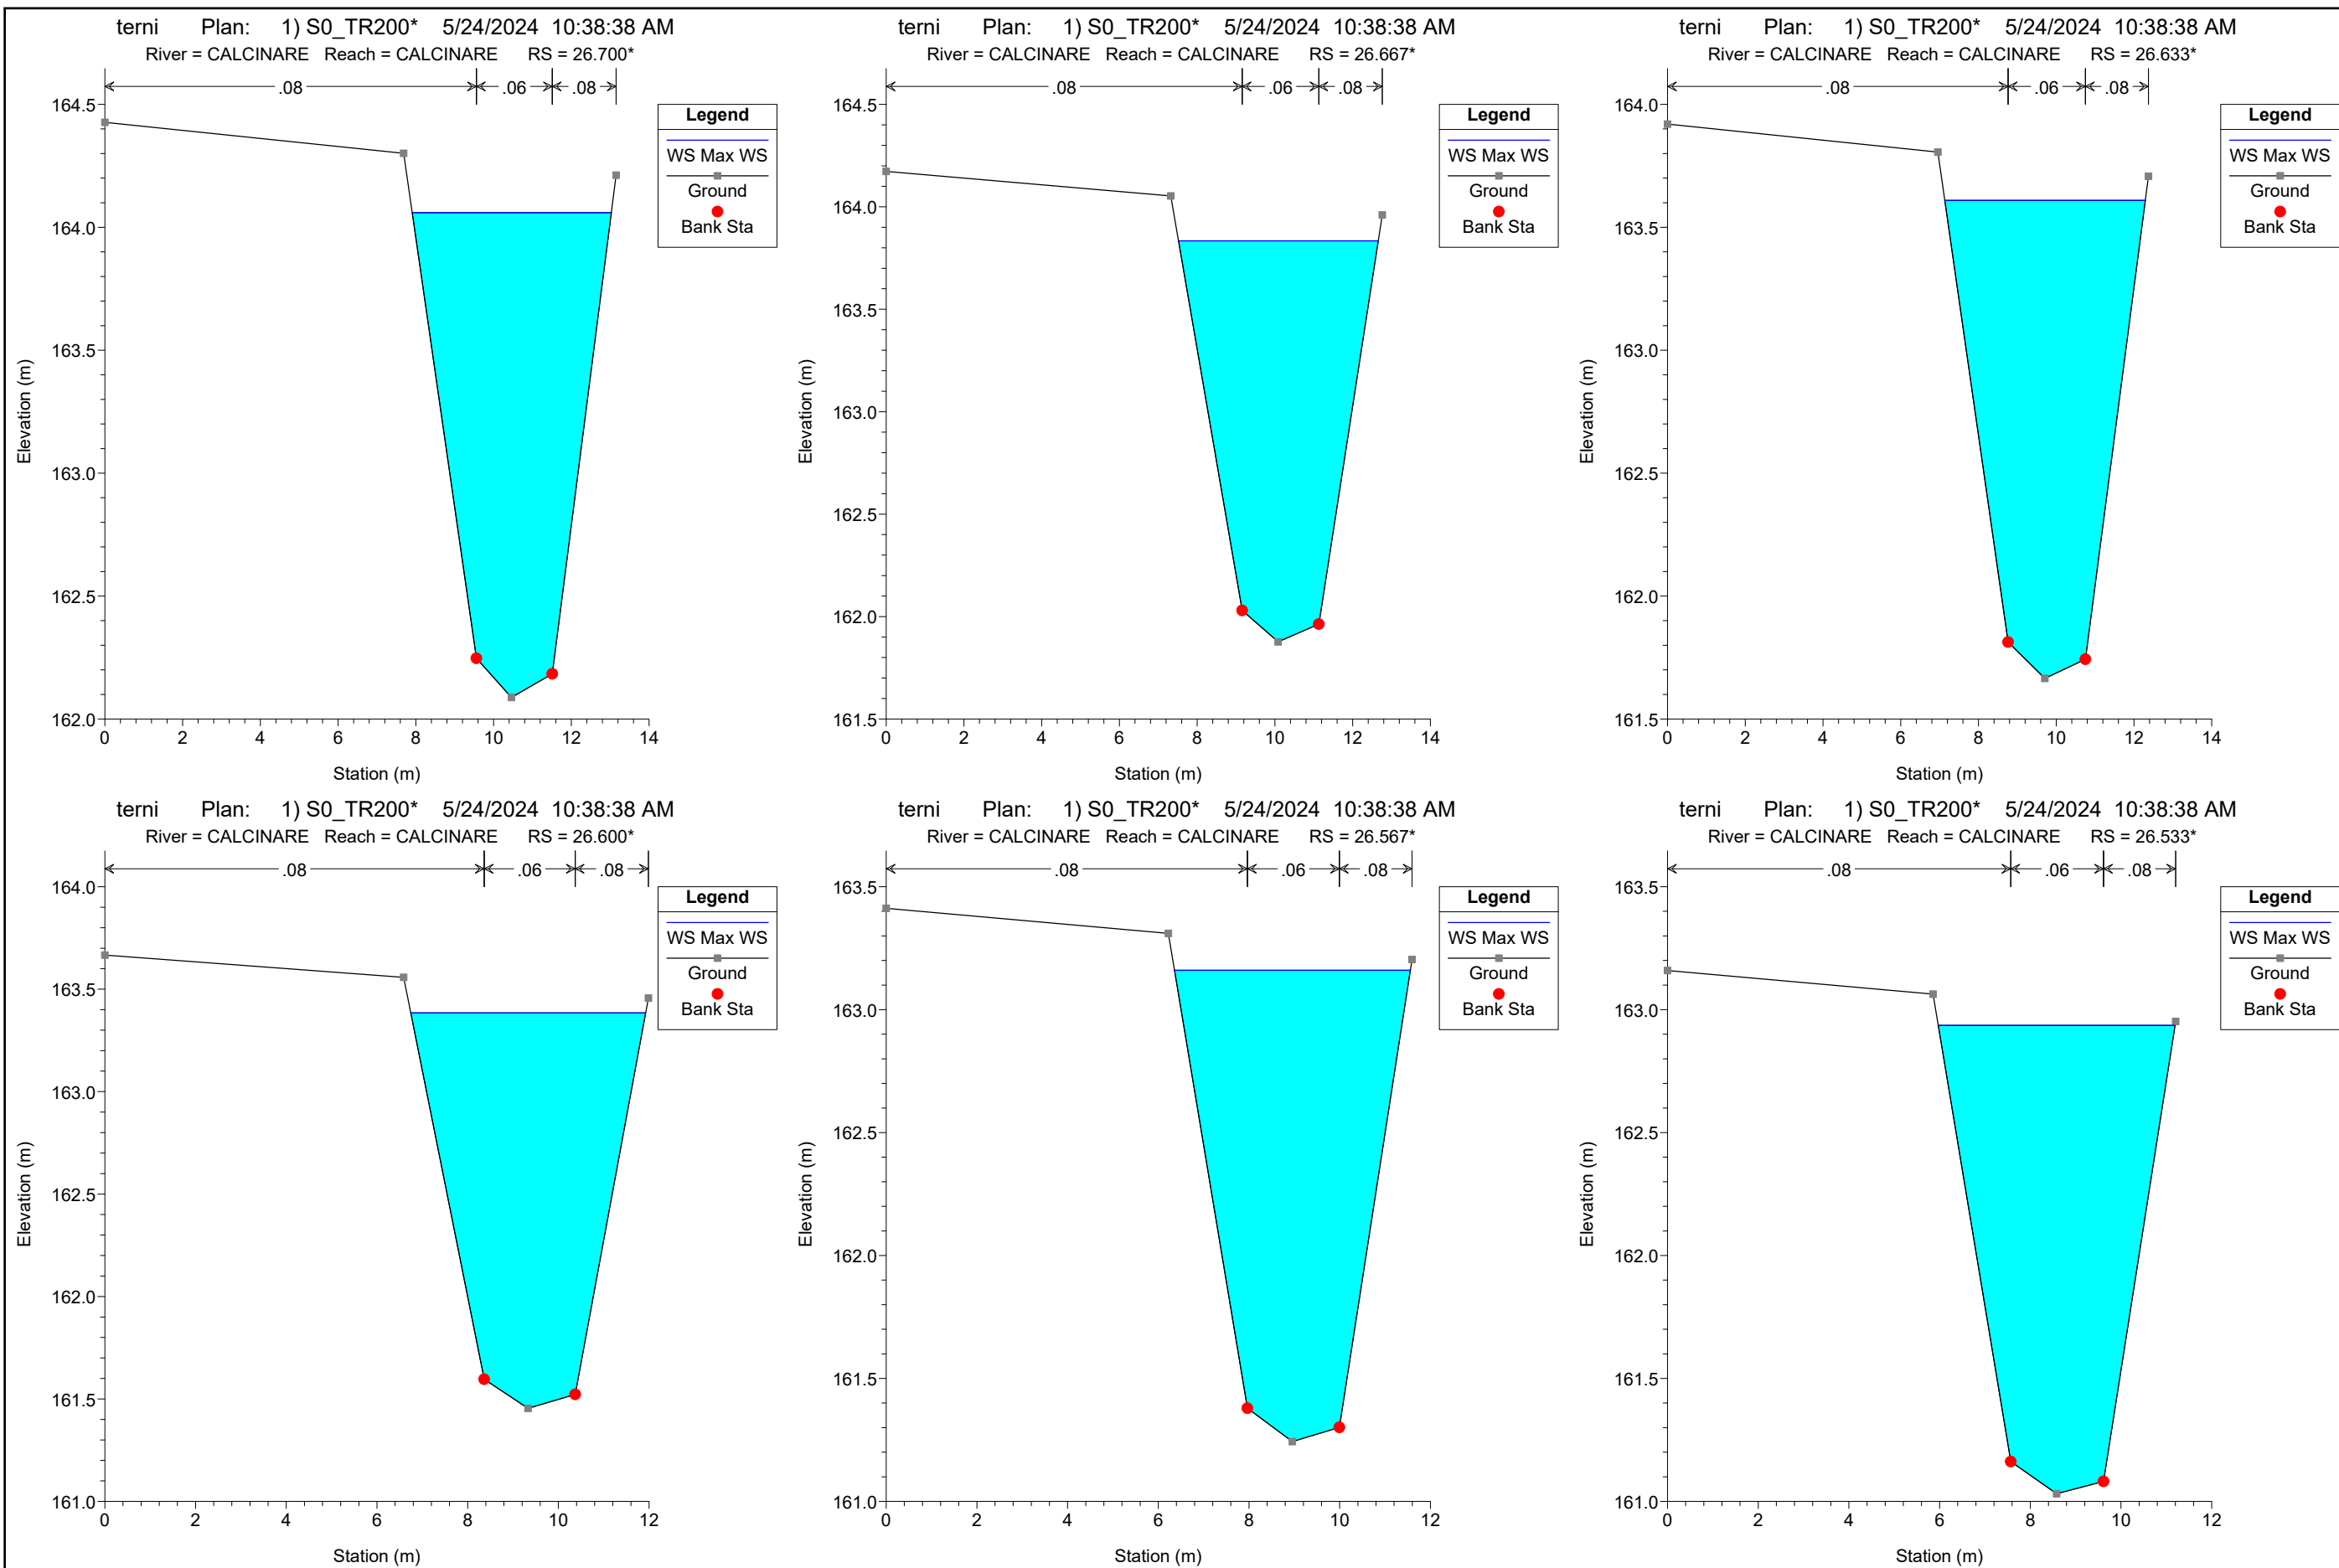 terni Plan: 1) S0_TR200* 5/24/2024 10:38:38 AM
River = CALCINARE Reach = CALCINARE RS = 26.700*
.08 .06 .08
Legend
WS Max WS
Ground
Bank Sta
164.5
164.0
163.5
163.0
162.5
162.0
Elevation (m)
0 2 4 6 8 10 12 14
Station (m)
terni Plan: 1) S0_TR200* 5/24/2024 10:38:38 AM
River = CALCINARE Reach = CALCINARE RS = 26.667*
.08 .06 .08
Legend
WS Max WS
Ground
Bank Sta
164.5
164.0
163.5
163.0
162.5
162.0
161.5
Elevation (m)
0 2 4 6 8 10 12 14
Station (m)
terni Plan: 1) S0_TR200* 5/24/2024 10:38:38 AM
River = CALCINARE Reach = CALCINARE RS = 26.633*
.08 .06 .08
Legend
WS Max WS
Ground
Bank Sta
164.0
163.5
163.0
162.5
162.0
161.5
Elevation (m)
0 2 4 6 8 10 12 14
Station (m)
terni Plan: 1) S0_TR200* 5/24/2024 10:38:38 AM
River = CALCINARE Reach = CALCINARE RS = 26.600*
.08 .06 .08
Legend
WS Max WS
Ground
Bank Sta
164.0
163.5
163.0
162.5
162.0
161.5
161.0
Elevation (m)
0 2 4 6 8 10 12
Station (m)
terni Plan: 1) S0_TR200* 5/24/2024 10:38:38 AM
River = CALCINARE Reach = CALCINARE RS = 26.567*
.08 .06 .08
Legend
WS Max WS
Ground
Bank Sta
163.5
163.0
162.5
162.0
161.5
161.0
Elevation (m)
0 2 4 6 8 10 12
Station (m)
terni Plan: 1) S0_TR200* 5/24/2024 10:38:38 AM
River = CALCINARE Reach = CALCINARE RS = 26.533*
.08 .06 .08
Legend
WS Max WS
Ground
Bank Sta
163.5
163.0
162.5
162.0
161.5
161.0
Elevation (m)
0 2 4 6 8 10 12
Station (m)